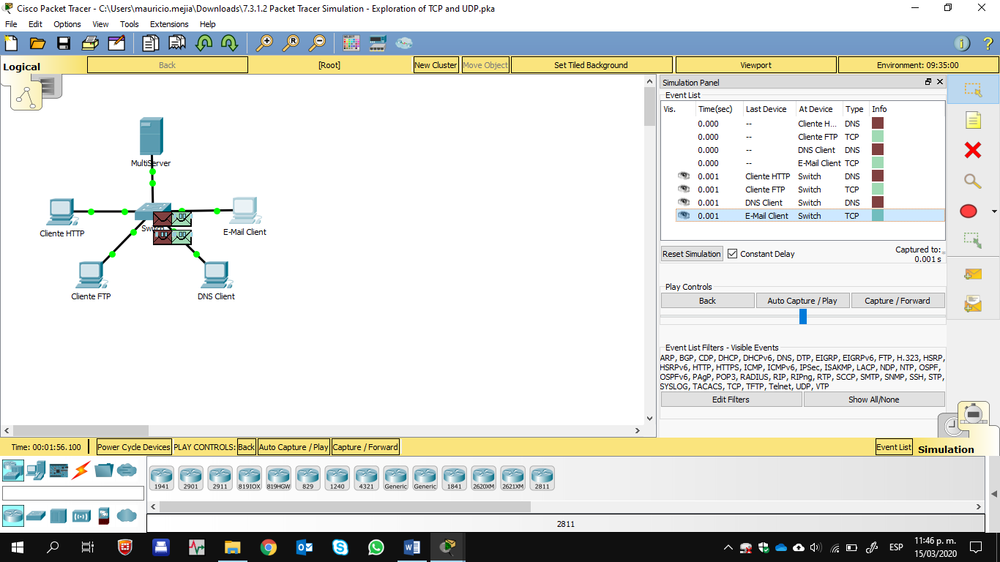 Cisco Packet Tracer - C:\Users\mauricio.mejia\Downloads\7.3.1.2 Packet Tracer Simulation - Exploration of TCP and UDP.pka
File Edit Options View Tools Extensions Help
Logical
Back
[Root]
New Cluster
Move Object
Set Tiled Background
Viewport
Environment: 09:35:00
MultiServer
Cliente HTTP
Switch
E-Mail Client
Cliente FTP
DNS Client
Simulation Panel
Event List
Vis. Time(sec) Last Device At Device Type Info
0.000 -- Cliente H... DNS
0.000 -- Cliente FTP TCP
0.000 -- DNS Client DNS
0.000 -- E-Mail Client TCP
0.001 Cliente HTTP Switch DNS
0.001 Cliente FTP Switch TCP
0.001 DNS Client Switch DNS
0.001 E-Mail Client Switch TCP
Reset Simulation Constant Delay Captured to:
0.001 s
Play Controls
Back Auto Capture / Play Capture / Forward
Event List Filters - Visible Events
ARP, BGP, CDP, DHCP, DHCPv6, DNS, DTP, EIGRP, EIGRPv6, FTP, H.323, HSRP,
HSRPv6, HTTP, HTTPS, ICMP, ICMPv6, IPSec, ISAKMP, LACP, NDP, NTP, OSPF,
OSPFv6, PAgP, POP3, RADIUS, RIP, RIPng, RTP, SCCP, SMTP, SNMP, SSH, STP,
SYSLOG, TACACS, TCP, TFTP, Telnet, UDP, VTP
Edit Filters Show All/None
Time: 00:01:56.100 Power Cycle Devices PLAY CONTROLS: Back Auto Capture / Play Capture / Forward Event List Simulation
SELECT
1941 2901 2911 819IOX 819HGW 829 1240 4321 Generic Generic 1841 2620XM 2621XM 2811
2811
ESP
11:46 p. m.
15/03/2020